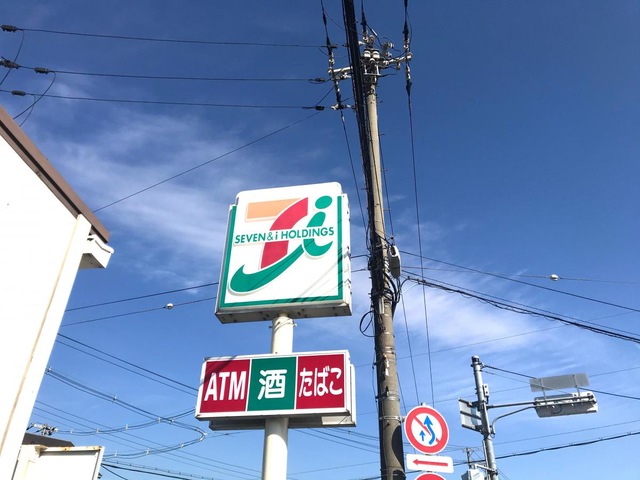 SEVEN & i HOLDINGS
ATM 酒 たばこ